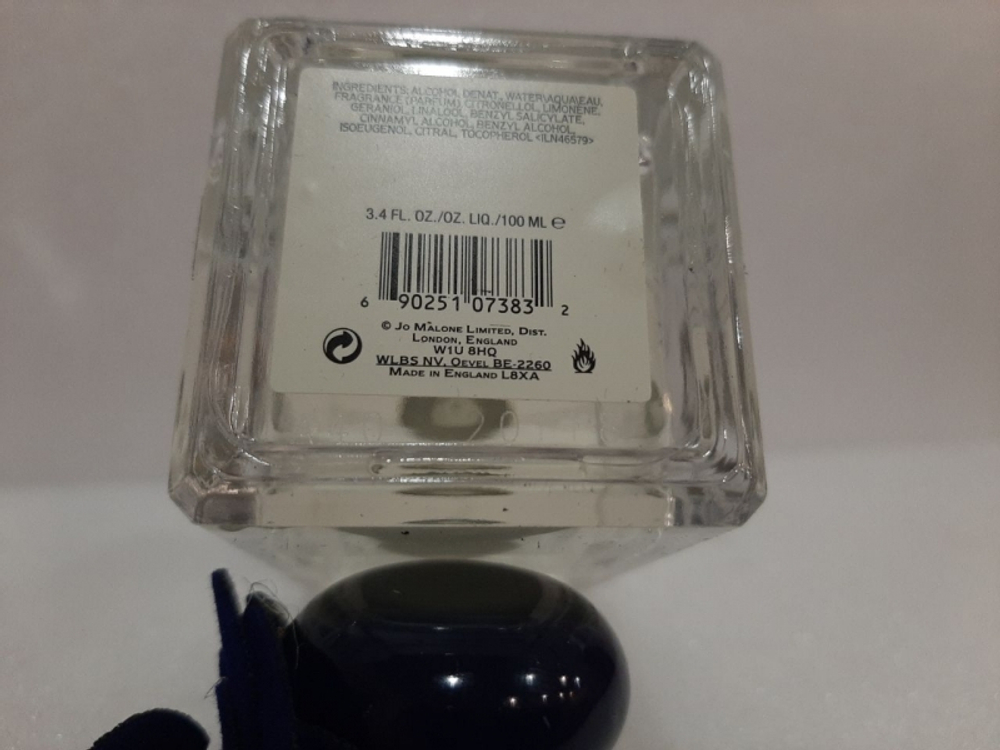 INGREDIENTS: ALCOHOL DENAT., WATER\AQUA\EAU,
FRAGRANCE (PARFUM), CITRONELLOL, LIMONENE,
GERANIOL, LINALOOL, BENZYL SALICYLATE,
CINNAMYL ALCOHOL, BENZYL ALCOHOL,
ISOEUGENOL, CITRAL, TOCOPHEROL <ILN46579>
3.4 FL. OZ./OZ. LIQ./100 ML ℮
6 90251 07383 2
© JO MALONE LIMITED, DIST.
LONDON, ENGLAND
W1U 8HQ
WLBS NV, OEVEL BE-2260
MADE IN ENGLAND L8XA